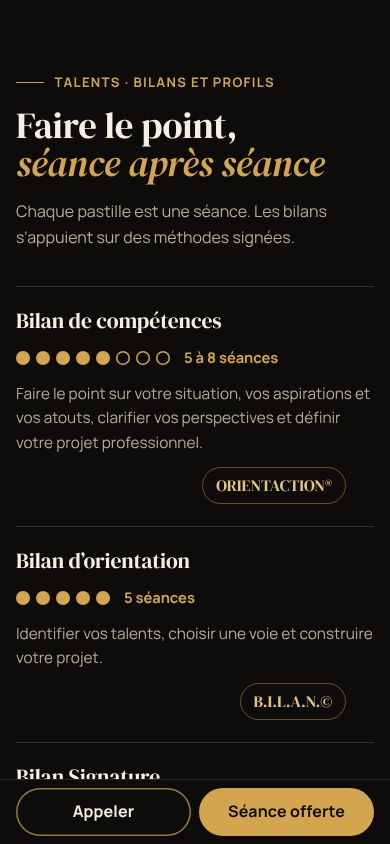 TALENTS · BILANS ET PROFILS
Faire le point,
séance après séance
Chaque pastille est une séance. Les bilans
s'appuient sur des méthodes signées.
Bilan de compétences
5 à 8 séances
Faire le point sur votre situation, vos aspirations et
vos atouts, clarifier vos perspectives et définir
votre projet professionnel.
ORIENTACTION®
Bilan d'orientation
5 séances
Identifier vos talents, choisir une voie et construire
votre projet.
B.I.L.A.N.©
Bilan Signature
Appeler
Séance offerte